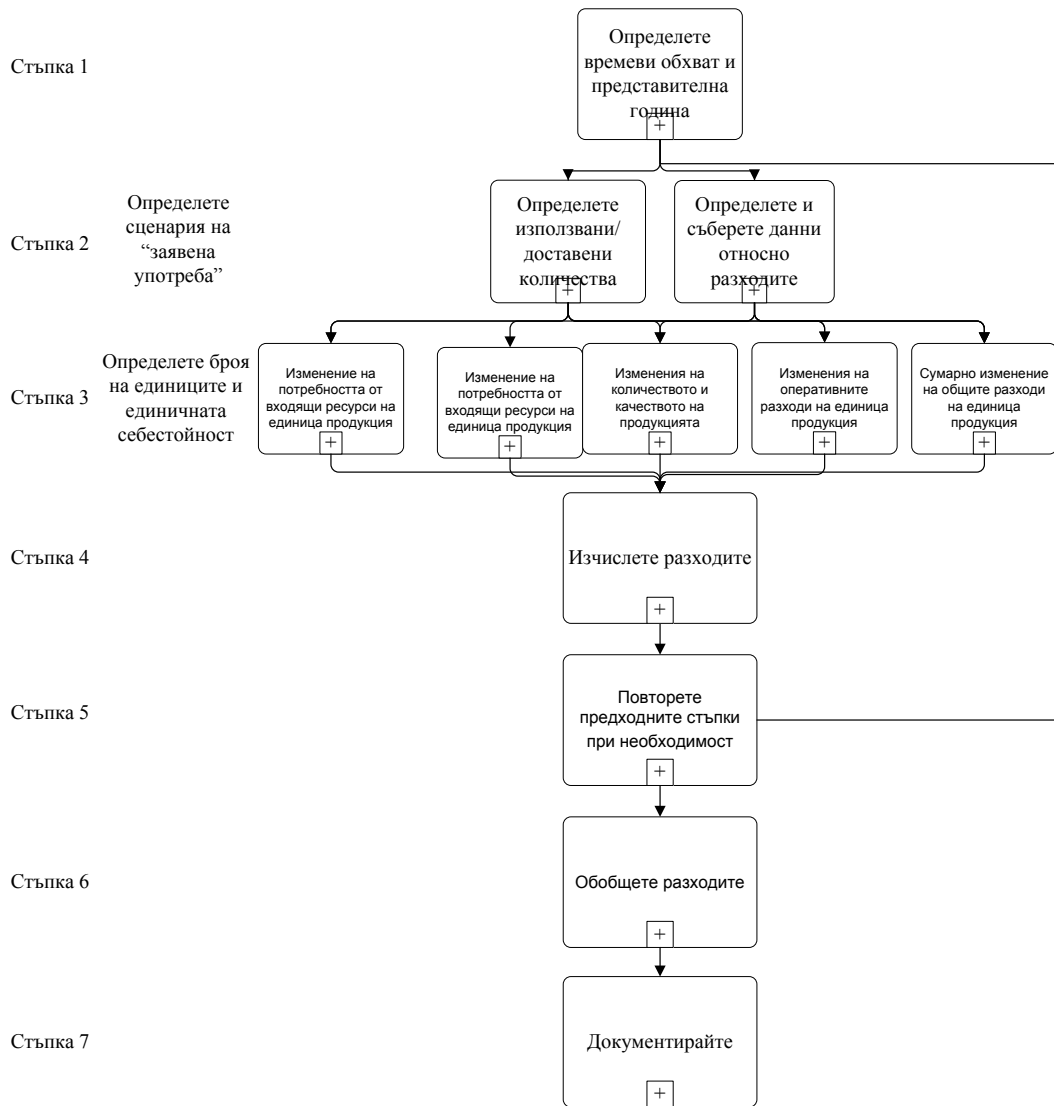 Стъпка 1
Определете
времеви обхват и
представителна
година
Стъпка 2
Определете
сценария на
“заявена
употреба”
Определете
използвани/
доставени
количества
Определете и
съберете данни
относно
разходите
Стъпка 3
Определете броя
на единиците и
единичната
себестойност
Изменение на
потребността от
входящи ресурси на
единица продукция
Изменение на
потребността от
входящи ресурси на
единица продукция
Изменения на
количеството и
качеството на
продукцията
Изменения на
оперативните
разходи на единица
продукция
Сумарно изменение
на общите разходи
на единица
продукция
Стъпка 4
Изчислете разходите
Стъпка 5
Повторете
предходните стъпки
при необходимост
Стъпка 6
Обобщете разходите
Стъпка 7
Документирайте